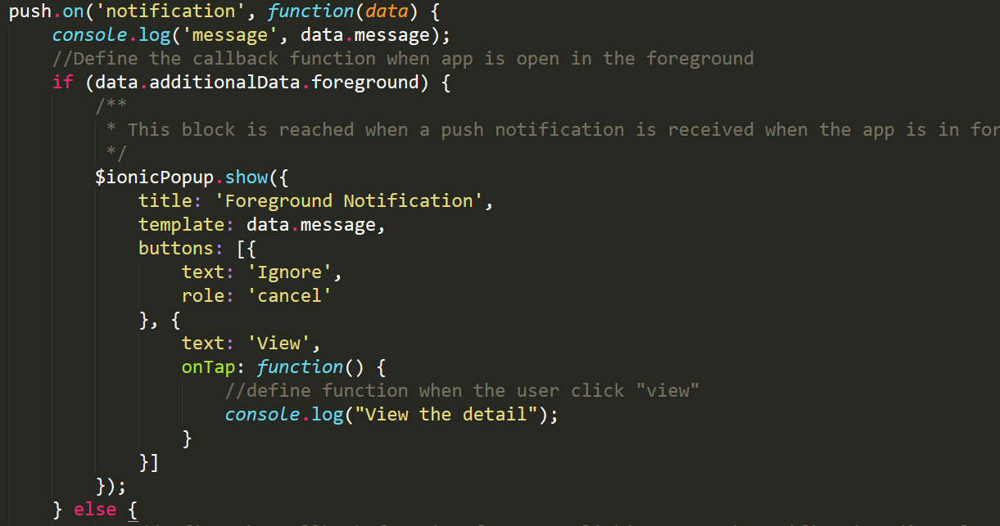 push.on('notification', function(data) {
    console.log('message', data.message);
    //Define the callback function when app is open in the foreground
    if (data.additionalData.foreground) {
        /**
         * This block is reached when a push notification is received when the app is in for
         */
        $ionicPopup.show({
            title: 'Foreground Notification',
            template: data.message,
            buttons: [{
                text: 'Ignore',
                role: 'cancel'
            }, {
                text: 'View',
                onTap: function() {
                    //define function when the user click "view"
                    console.log("View the detail");
                }
            }]
        });
    } else {